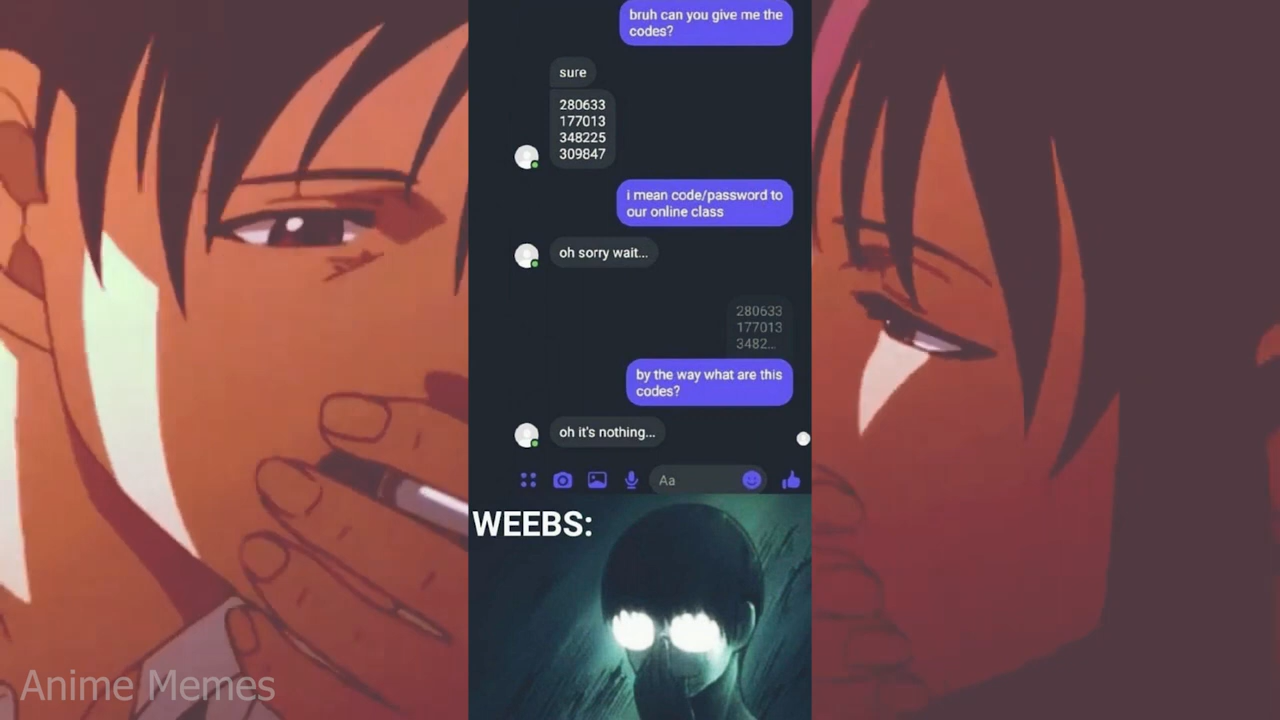 bruh can you give me the
codes?
sure
280633
177013
348225
309847
i mean code/password to
our online class
oh sorry wait...
280633
177013
3482...
by the way what are this
codes?
oh it's nothing...
Aa
WEEBS:
Anime Memes